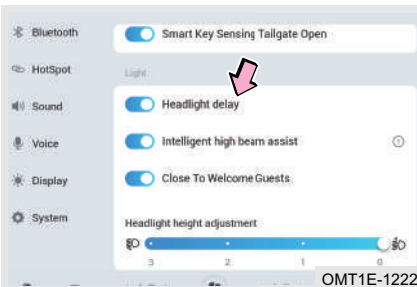 Bluetooth
Smart Key Sensing Tailgate Open
HotSpot
Light
Sound
Headlight delay
Voice
Intelligent high beam assist
Display
Close To Welcome Guests
System
Headlight height adjustment
3 2 1 0
OMT1E-1222